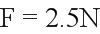 F = 2.5N